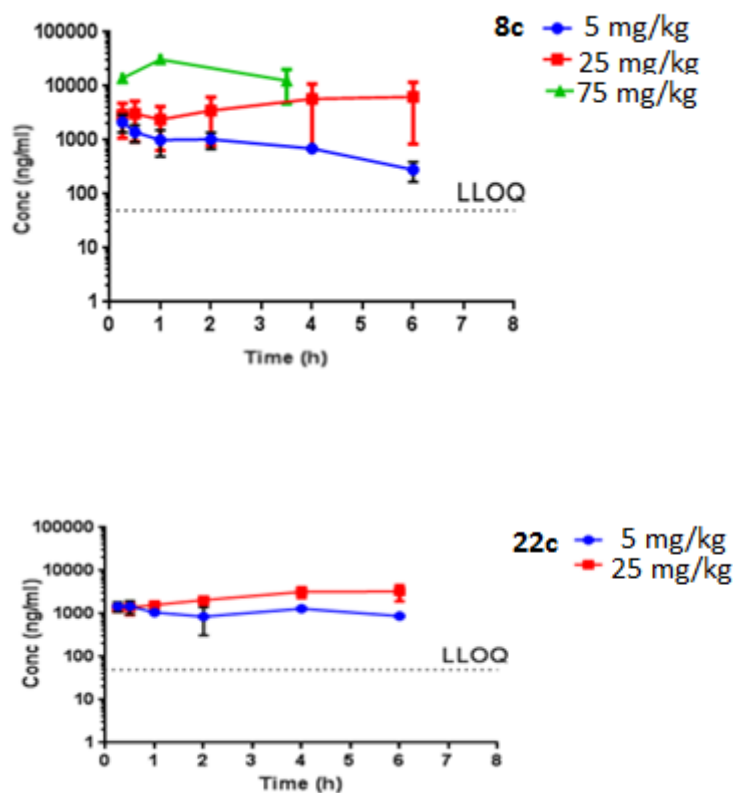 8c 5 mg/kg
25 mg/kg
75 mg/kg
100000
10000
1000
100
10
1
Conc (ng/ml)
LLOQ
0 1 2 3 4 5 6 7 8
Time (h)
22c 5 mg/kg
25 mg/kg
100000
10000
1000
100
10
1
Conc (ng/ml)
LLOQ
0 1 2 3 4 5 6 7 8
Time (h)